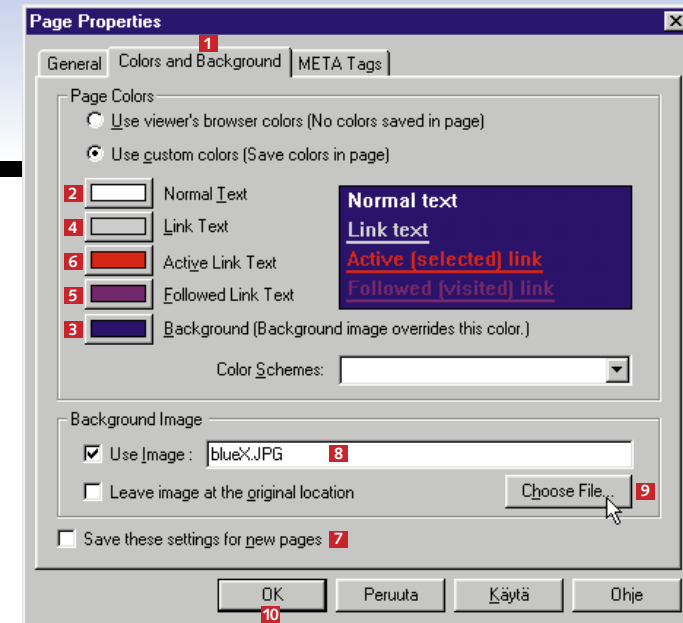 Page Properties
1
General Colors and Background META Tags
Page Colors
Use viewer's browser colors (No colors saved in page)
Use custom colors (Save colors in page)
2 Normal Text
4 Link Text
6 Active Link Text
5 Followed Link Text
3 Background (Background image overrides this color.)
Normal text
Link text
Active (selected) link
Followed (visited) link
Color Schemes:
Background Image
Use Image : blueX.JPG 8
Leave image at the original location
Choose File... 9
Save these settings for new pages 7
OK Peruuta Käytä Ohje
10